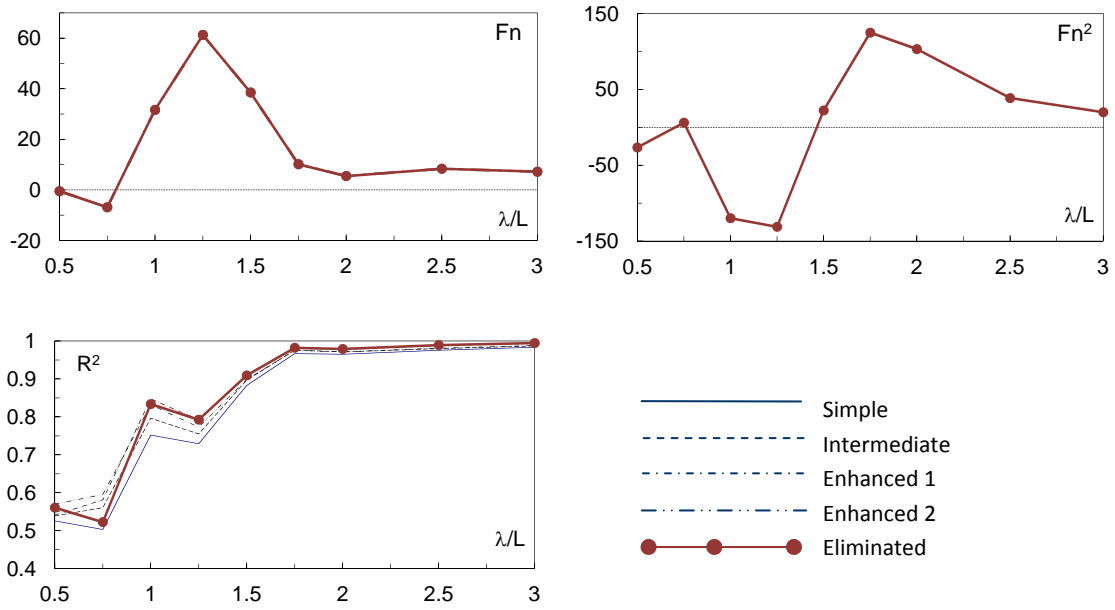 Fn
60
40
20
0
-20
λ/L
0.5 1 1.5 2 2.5 3
Fn²
150
50
-50
-150
λ/L
0.5 1 1.5 2 2.5 3
R²
1
0.9
0.8
0.7
0.6
0.5
0.4
λ/L
0.5 1 1.5 2 2.5 3
Simple
Intermediate
Enhanced 1
Enhanced 2
Eliminated